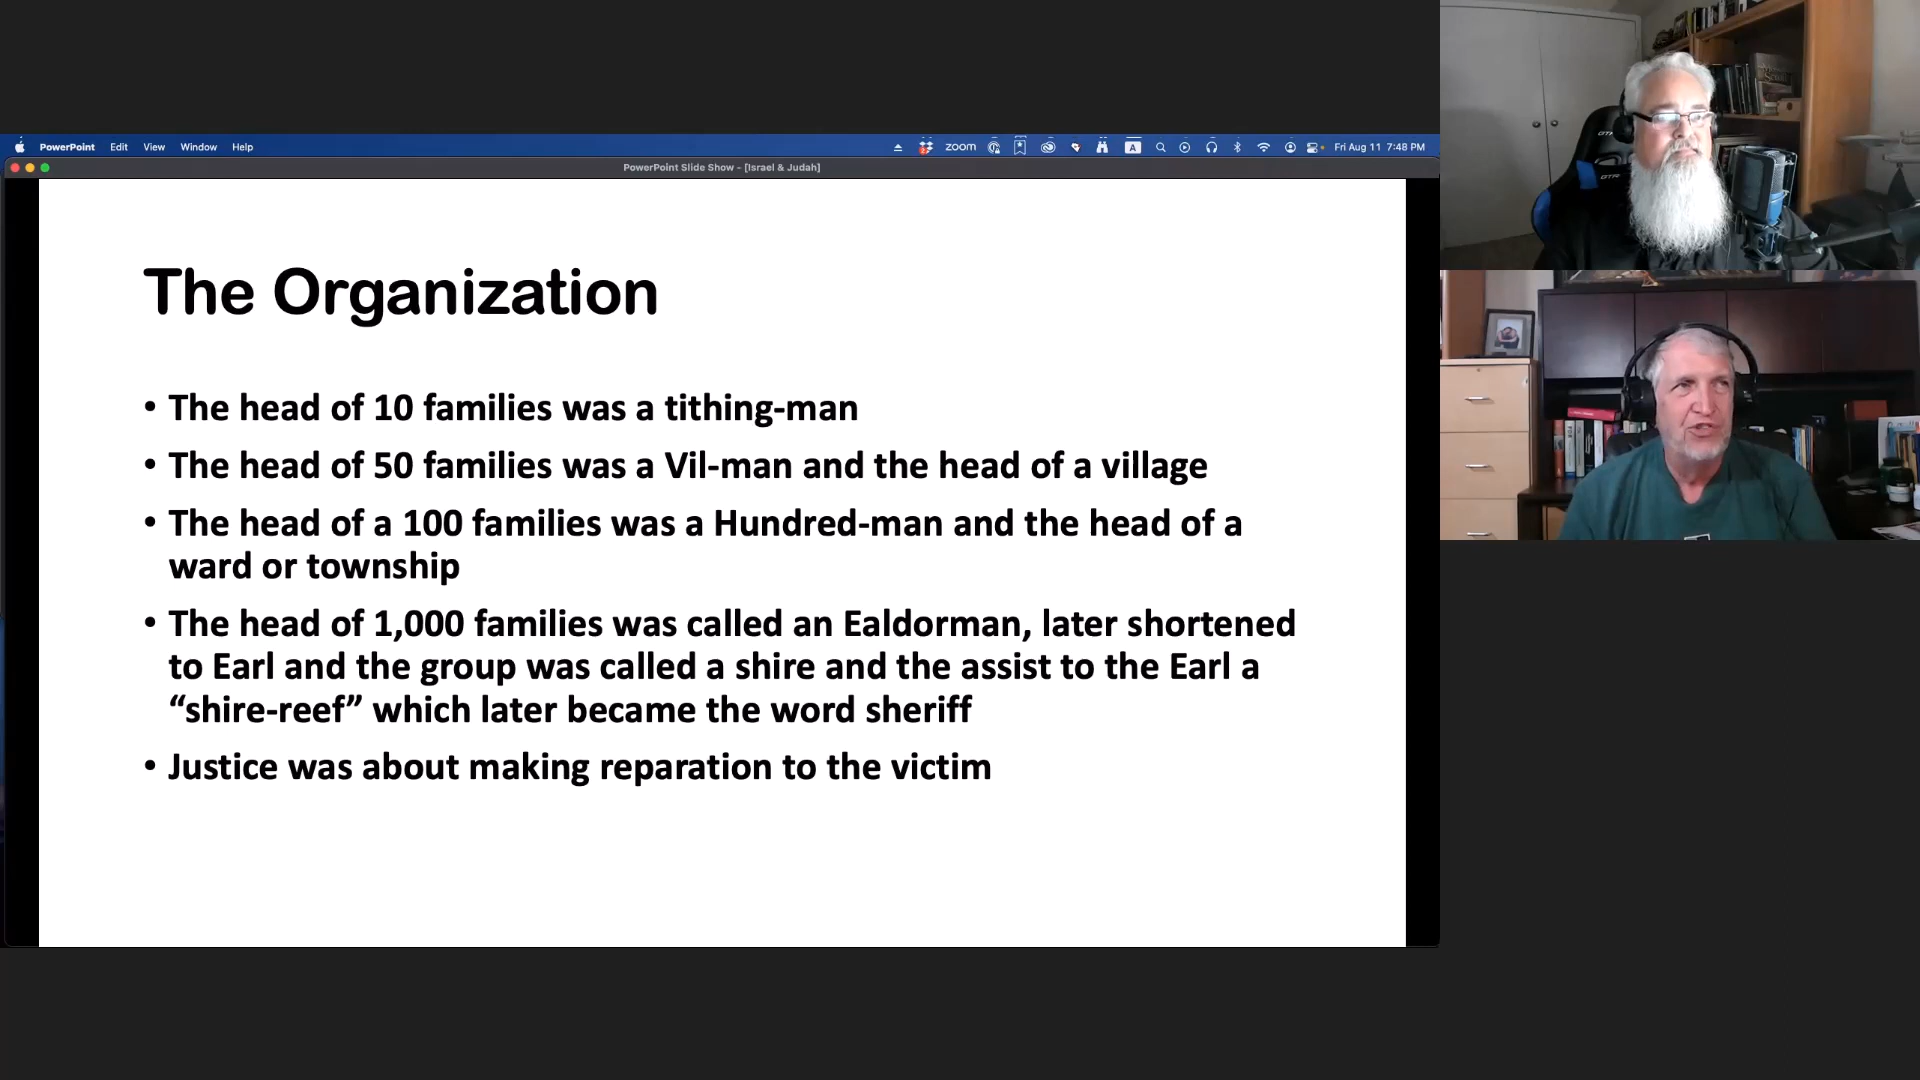 PowerPoint Edit View Window Help
zoom
A
Fri Aug 11 7:48 PM
PowerPoint Slide Show - [Israel & Judah]
The Organization
• The head of 10 families was a tithing-man
• The head of 50 families was a Vil-man and the head of a village
• The head of a 100 families was a Hundred-man and the head of a
ward or township
• The head of 1,000 families was called an Ealdorman, later shortened
to Earl and the group was called a shire and the assist to the Earl a
“shire-reef” which later became the word sheriff
• Justice was about making reparation to the victim